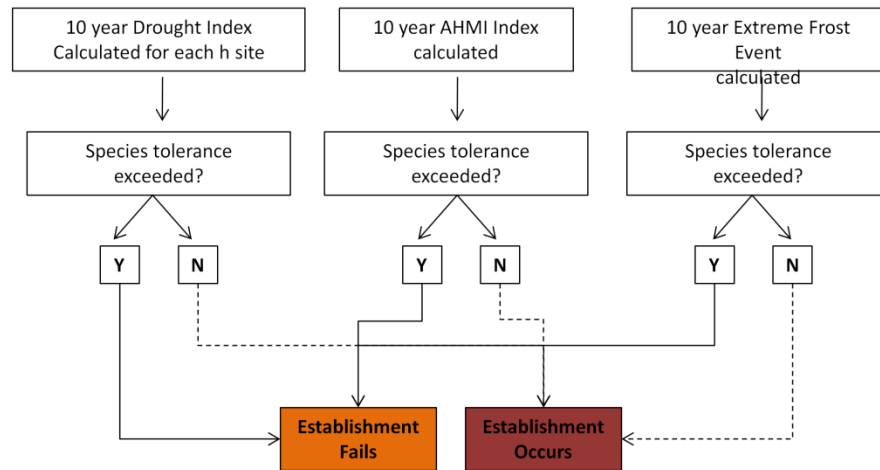 10 year Drought Index
Calculated for each h site
10 year AHMI Index
calculated
10 year Extreme Frost
Event
calculated
Species tolerance
exceeded?
Species tolerance
exceeded?
Species tolerance
exceeded?
Y
N
Y
N
Y
N
Establishment
Fails
Establishment
Occurs